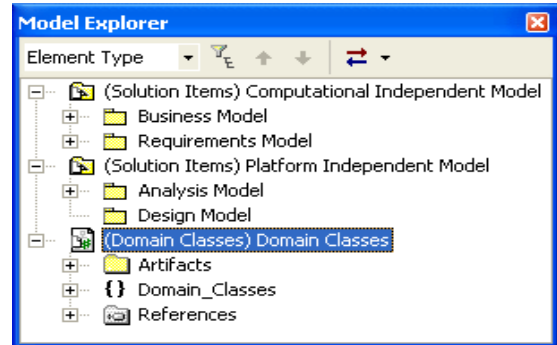 Model Explorer
Element Type
(Solution Items) Computational Independent Model
Business Model
Requirements Model
(Solution Items) Platform Independent Model
Analysis Model
Design Model
(Domain Classes) Domain Classes
Artifacts
{} Domain_Classes
References